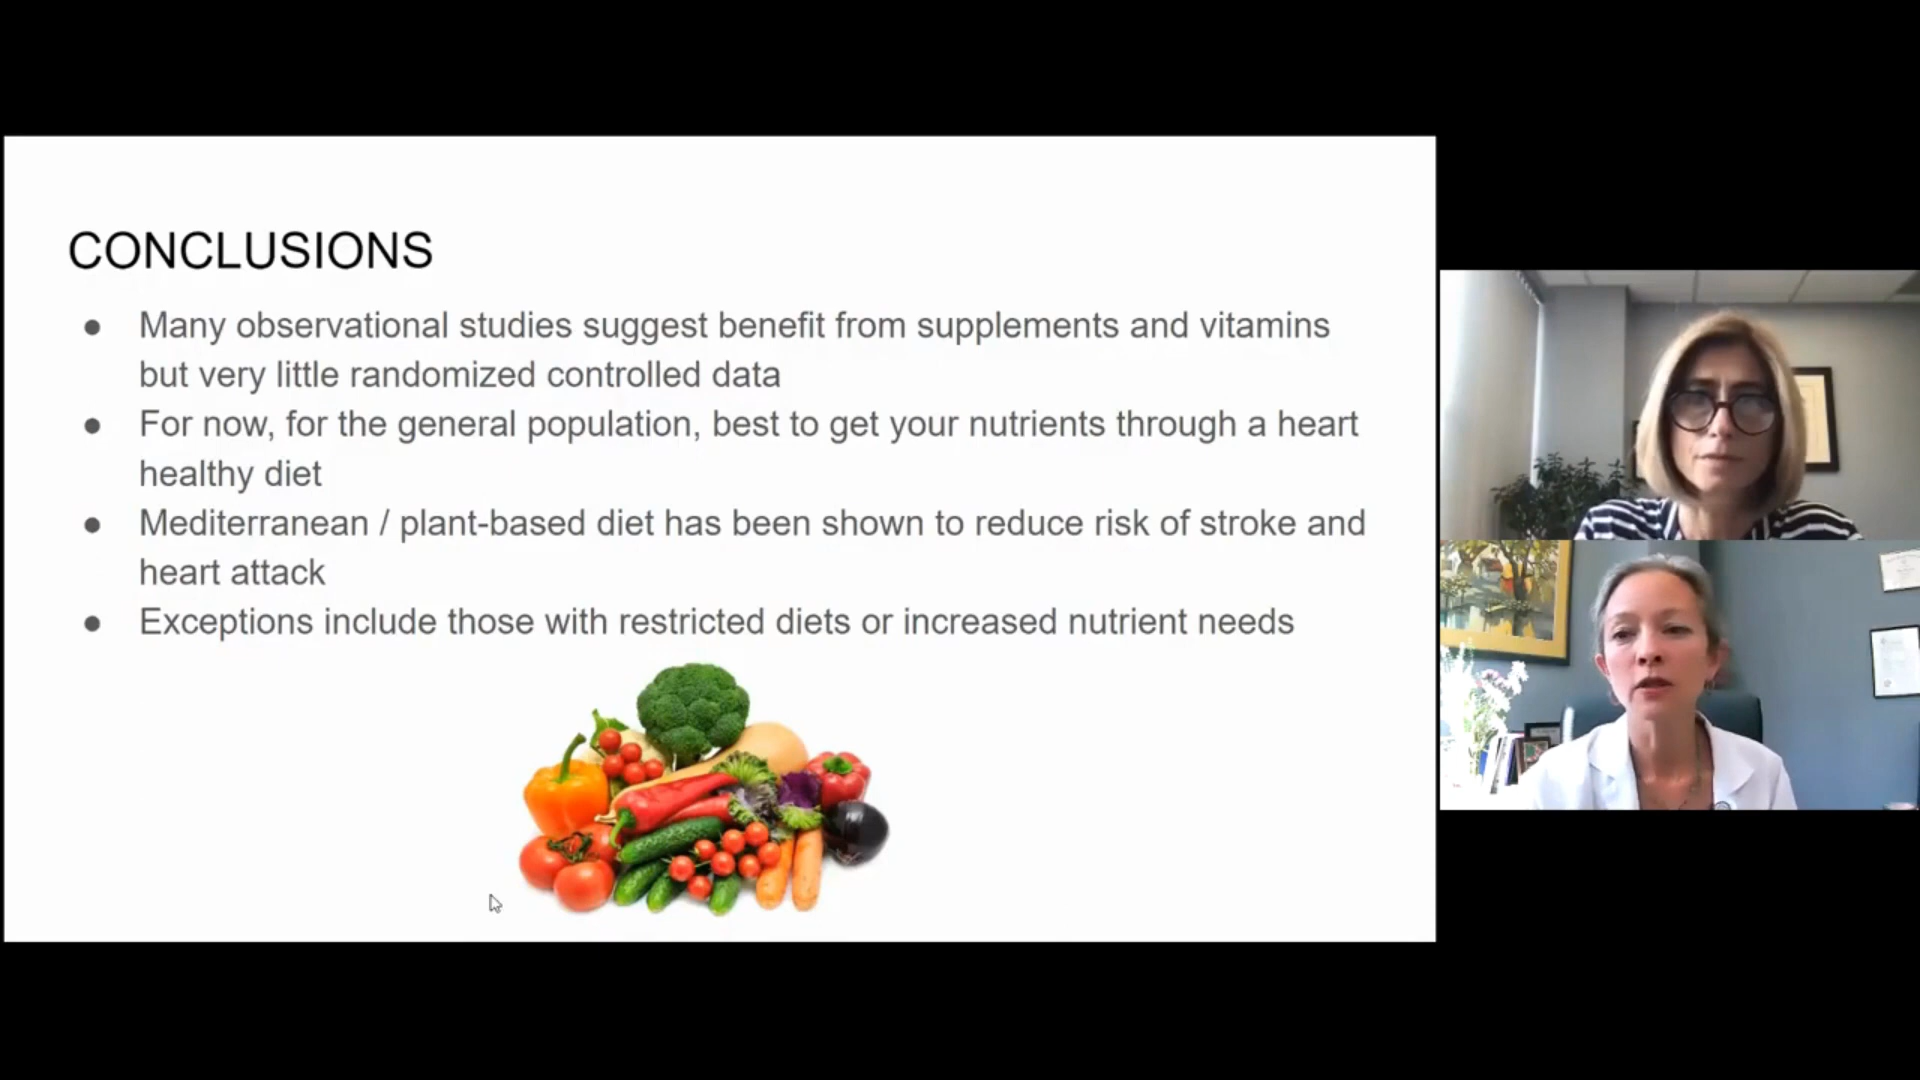 CONCLUSIONS
● Many observational studies suggest benefit from supplements and vitamins
but very little randomized controlled data
● For now, for the general population, best to get your nutrients through a heart
healthy diet
● Mediterranean / plant-based diet has been shown to reduce risk of stroke and
heart attack
● Exceptions include those with restricted diets or increased nutrient needs